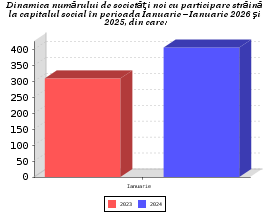 Dinamica numărului de societăţi noi cu participare străină
la capitalul social în perioada Ianuarie –Ianuarie 2026 şi
2025, din care:
400
350
300
250
200
150
100
50
0
Ianuarie
2023 2024